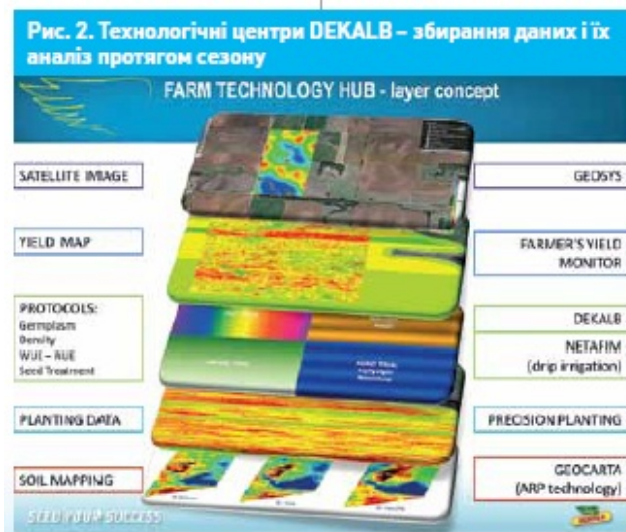 Рис. 2. Технологічні центри DEKALB – збирання даних і їх
аналіз протягом сезону
FARM TECHNOLOGY HUB - layer concept
SATELLITE IMAGE
GEOSYS
YIELD MAP
FARMER'S YIELD
MONITOR
PROTOCOLS:
Germplasm
Density
WUE – RUE
Seed Treatment
DEKALB
NETAFIM
(drip irrigation)
PLANTING DATA
PRECISION PLANTING
SOIL MAPPING
GEOCARTA
(ARP technology)
SEED YOUR SUCCESS